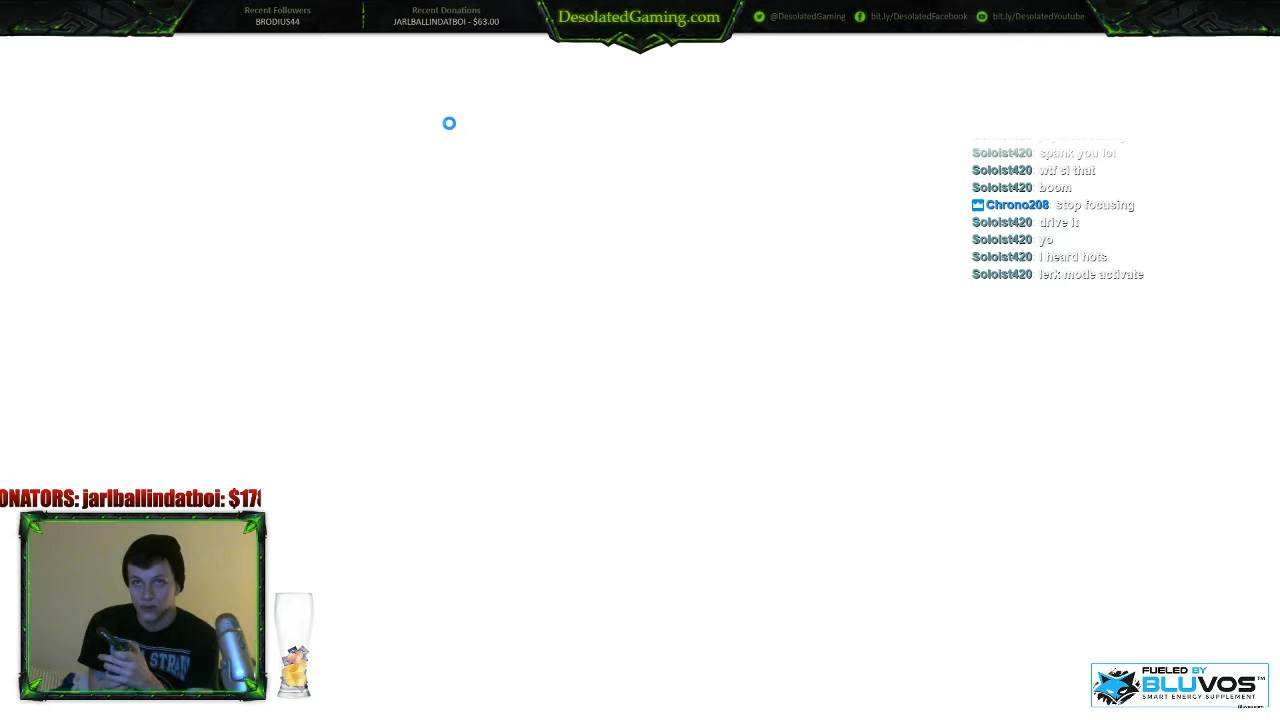 Recent Followers
BRODIUS44
Recent Donations
JARLBALLINDATBOI - $63.00
DesolatedGaming.com
@DesolatedGaming
bit.ly/DesolatedFacebook
bit.ly/DesolatedYoutube
Soloist420 spank you lol
Soloist420 wtf si that
Soloist420 boom
Chrono208 stop focusing
Soloist420 drive it
Soloist420 yo
Soloist420 I heard hots
Soloist420 lerk mode activate
ONATORS: jarlballindatboi: $17
FUELED BY
BLUVOS™
SMART ENERGY SUPPLEMENT
Bluvos.com